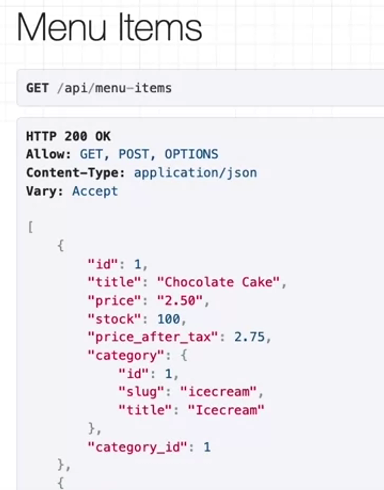 Menu Items
GET /api/menu-items
HTTP 200 OK
Allow: GET, POST, OPTIONS
Content-Type: application/json
Vary: Accept
[
{
"id": 1,
"title": "Chocolate Cake",
"price": "2.50",
"stock": 100,
"price_after_tax": 2.75,
"category": {
"id": 1,
"slug": "icecream",
"title": "Icecream"
},
"category_id": 1
},
{